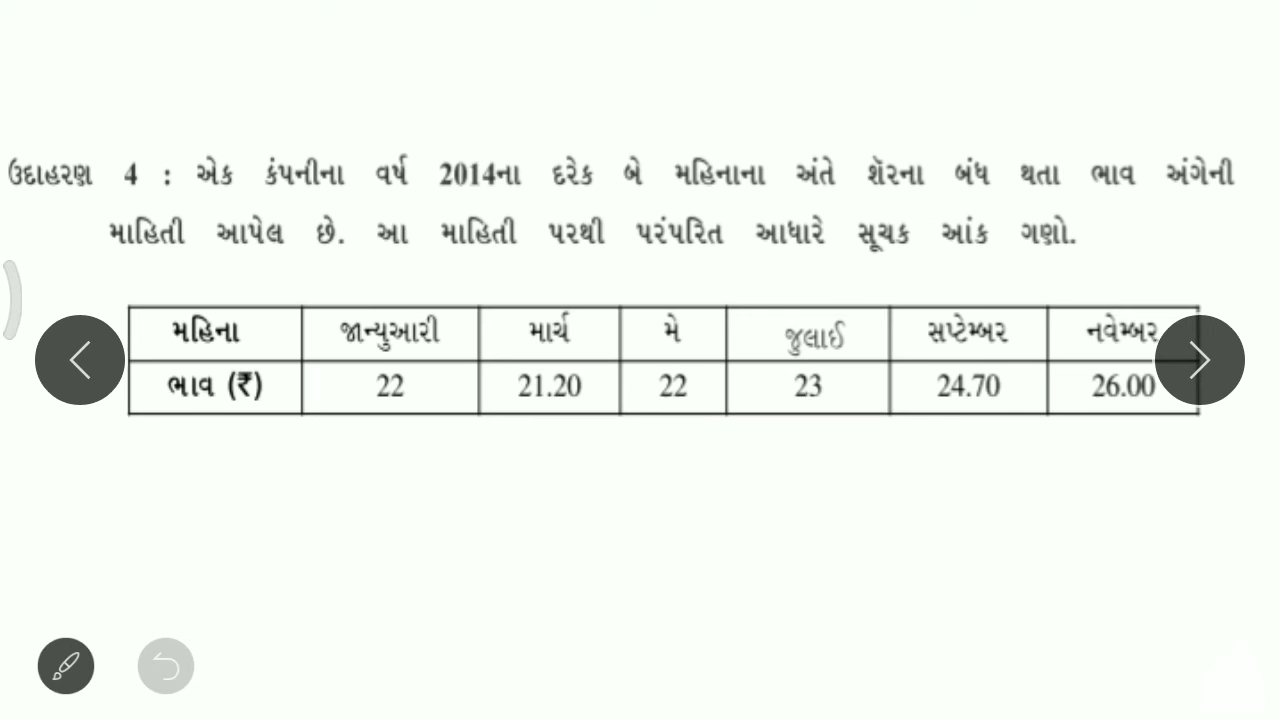 ઉદાહરણ 4 : એક કંપનીના વર્ષ 2014ના દરેક બે મહિનાના અંતે શૅરના બંધ થતા ભાવ અંગેની
માહિતી આપેલ છે. આ માહિતી પરથી પરંપરિત આધારે સૂચક આંક ગણો.
મહિના જાન્યુઆરી માર્ચ મે જુલાઈ સપ્ટેમ્બર નવેમ્બર
ભાવ (₹) 22 21.20 22 23 24.70 26.00